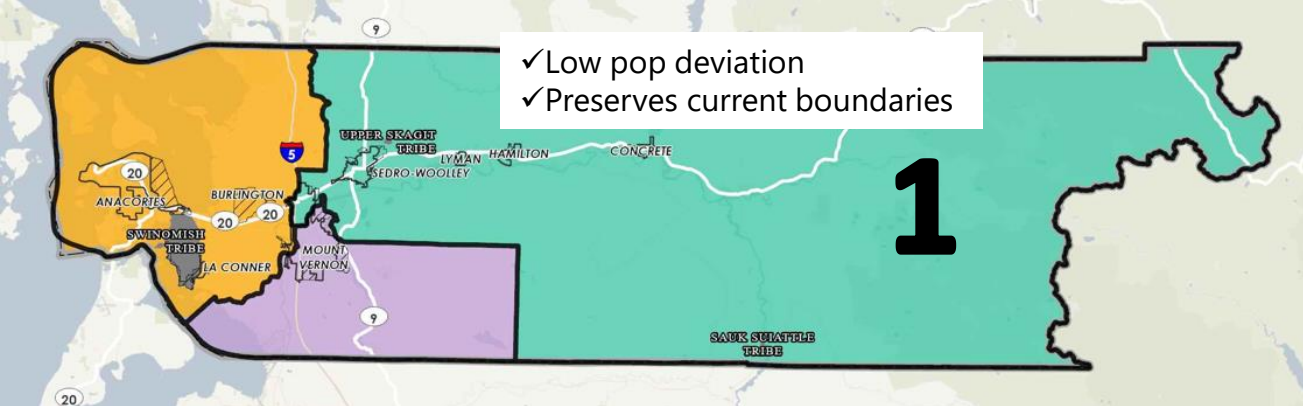 9
✓Low pop deviation
✓Preserves current boundaries
5
UPPER SKAGIT
TRIBE
LYMAN
HAMILTON
CONCRETE
SEDRO-WOOLLEY
1
20
ANACORTES
BURLINGTON
20
20
SWINOMISH
TRIBE
LA CONNER
MOUNT
VERNON
9
SAUK SUIATTLE
TRIBE
20